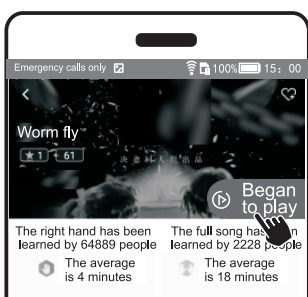 Emergency calls only 100% 15: 00
Worm fly
★ 1 - 61
Began
to play
The right hand has been
learned by 64889 people
The full song has
learned by 2228 people
The average
is 4 minutes
The average
is 18 minutes